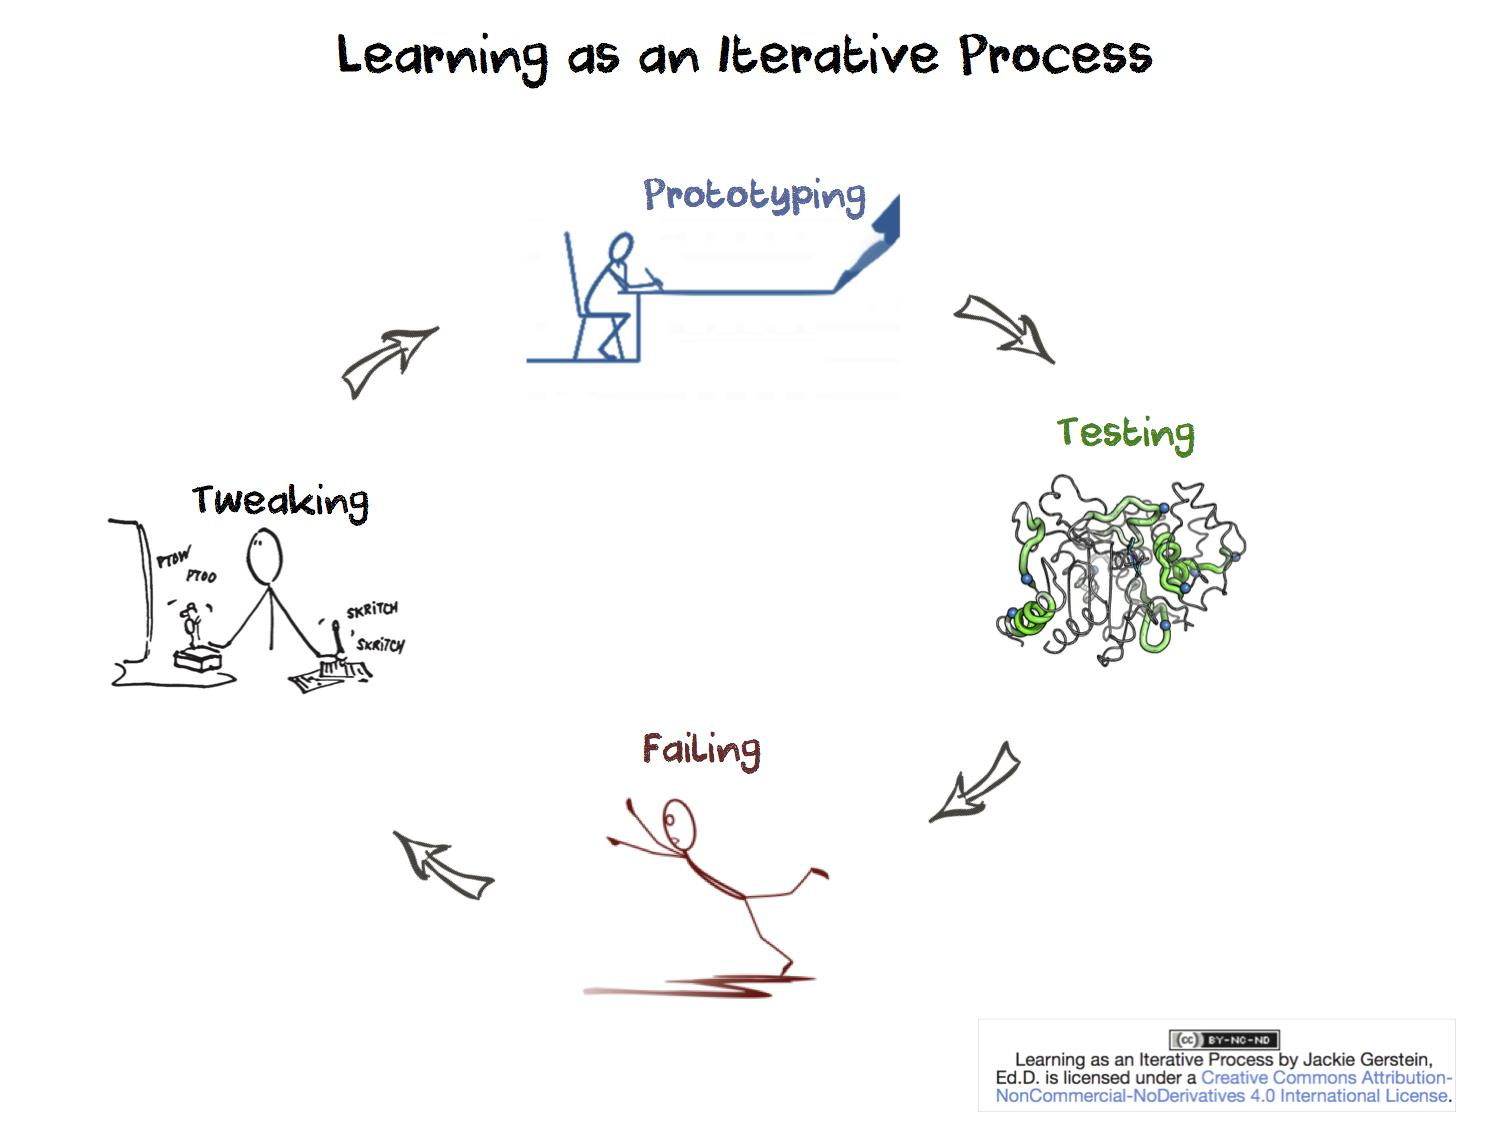 Learning as an Iterative Process
Prototyping
Testing
Tweaking
PTOW
PTOO
SKRITCH
SKRITCH
Failing
(cc) BY-NC-ND
Learning as an Iterative Process by Jackie Gerstein,
Ed.D. is licensed under a Creative Commons Attribution-
NonCommercial-NoDerivatives 4.0 International License.